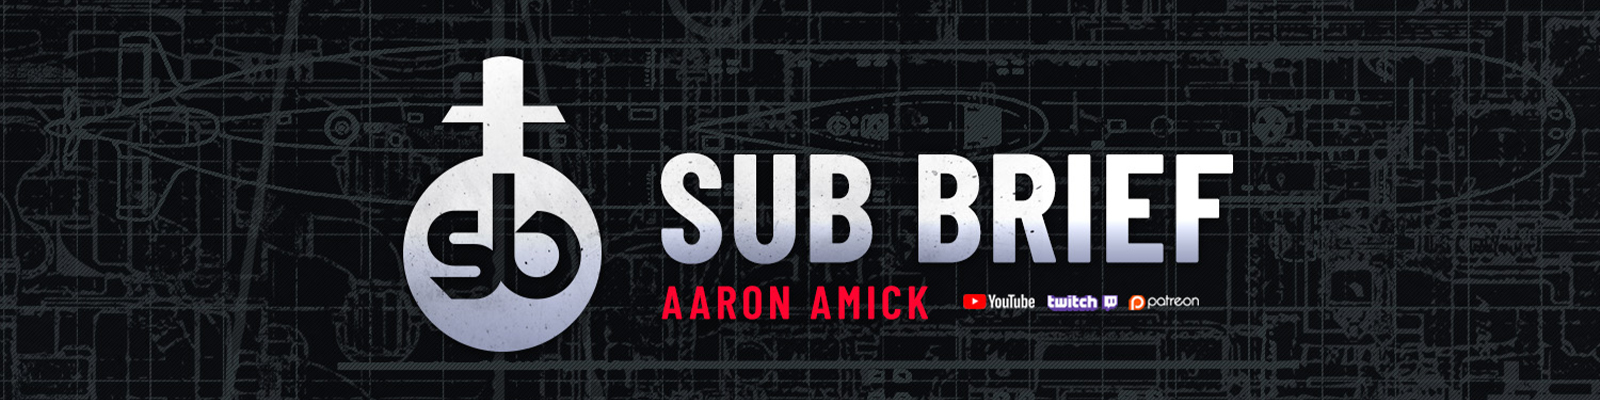 sb
SUB BRIEF
AARON AMICK YouTube twitch patreon